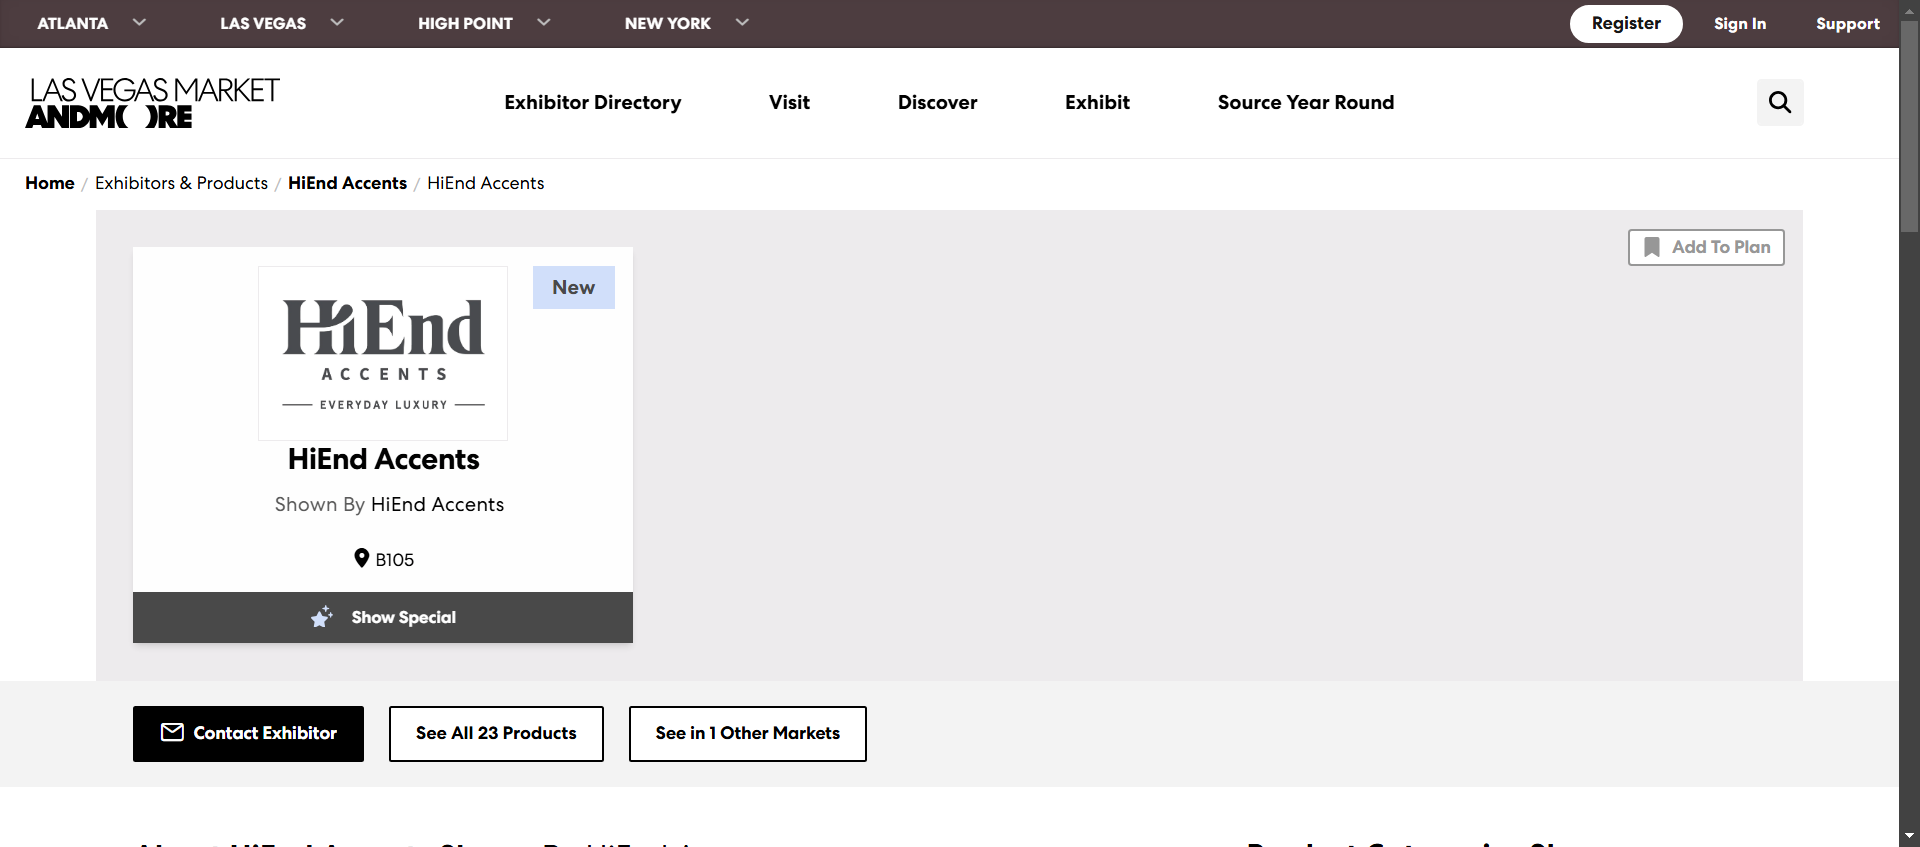 ATLANTA LAS VEGAS HIGH POINT NEW YORK Register Sign In Support
LAS VEGAS MARKET
ANDMORE
Exhibitor Directory Visit Discover Exhibit Source Year Round
Home / Exhibitors & Products / HiEnd Accents / HiEnd Accents
Add To Plan
New
HiEnd
ACCENTS
EVERYDAY LUXURY
HiEnd Accents
Shown By HiEnd Accents
B105
Show Special
Contact Exhibitor See All 23 Products See in 1 Other Markets